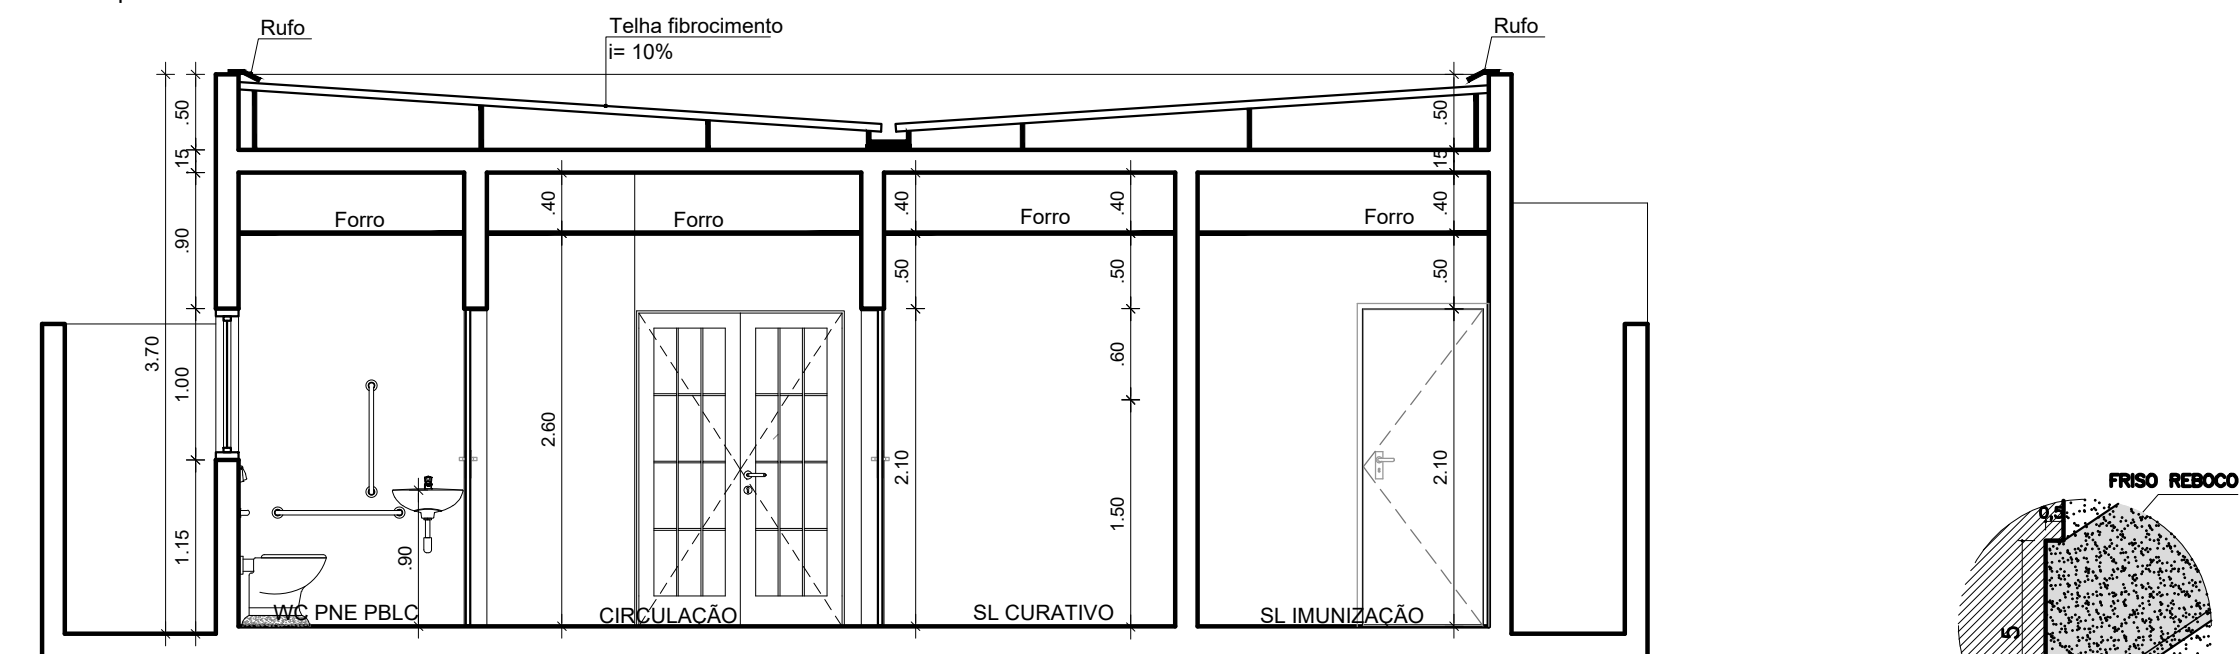 Rufo
Telha fibrocimento
i= 10%
Rufo
.50
.50
15
15
.40
.40
.40
.40
Forro
Forro
Forro
Forro
.90
.50
.50
.50
3.70
1.00
.60
2.60
2.10
2.10
1.50
1.15
.90
WC PNE PBLC
CIRCULAÇÃO
SL CURATIVO
SL IMUNIZAÇÃO
FRISO REBOCO
0,5
5